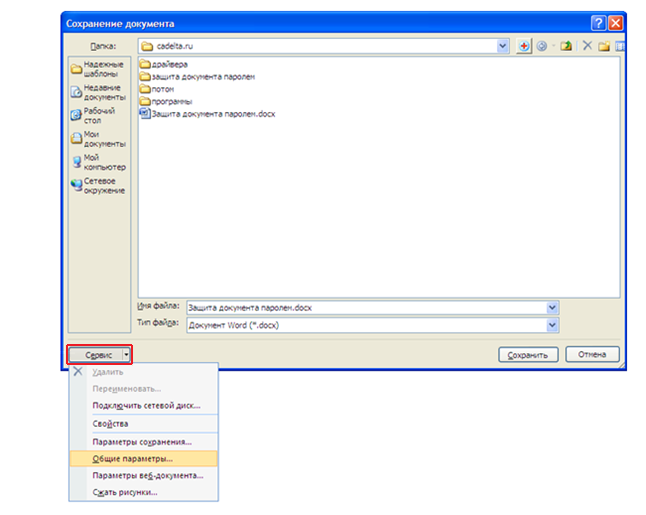 Сохранение документа
Папка:
cadelta.ru
Надежные
шаблоны
Недавние
документы
Рабочий
стол
Мои
документы
Мой
компьютер
Сетевое
окружение
драйвера
защита документа паролем
потом
программы
Защита документа паролем.docx
Имя файла:
Защита документа паролем.docx
Тип файла:
Документ Word (*.docx)
Сервис
Сохранить
Отмена
Удалить
Переименовать...
Подключить сетевой диск...
Свойства
Параметры сохранения...
Общие параметры...
Параметры веб-документа...
Сжать рисунки...